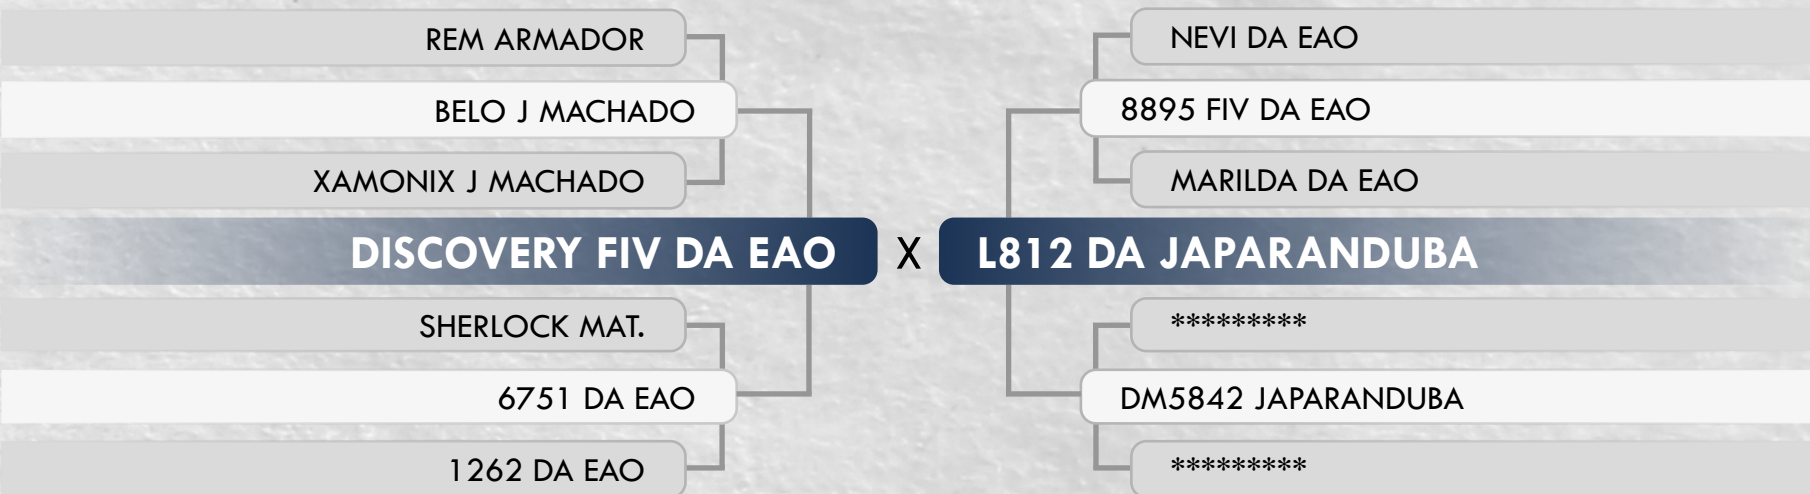 REM ARMADOR
BELO J MACHADO
XAMONIX J MACHADO
DISCOVERY FIV DA EAO
SHERLOCK MAT.
6751 DA EAO
1262 DA EAO
X
NEVI DA EAO
8895 FIV DA EAO
MARILDA DA EAO
L812 DA JAPARANDUBA
*********
DM5842 JAPARANDUBA
*********